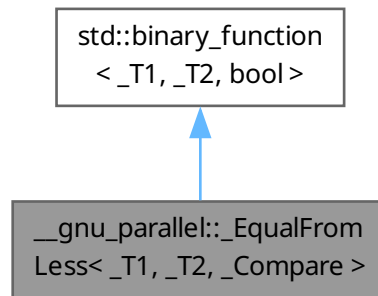 std::binary_function
< _T1, _T2, bool >
__gnu_parallel::_EqualFrom
Less< _T1, _T2, _Compare >